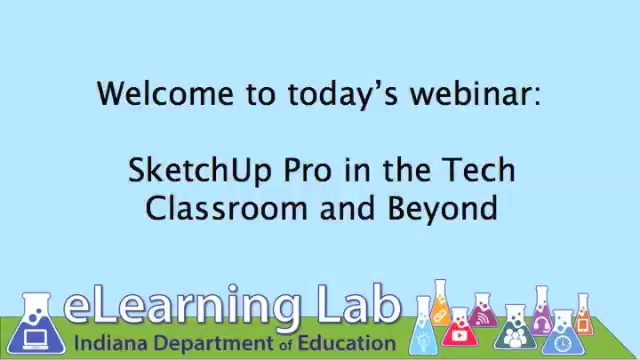 Welcome to today's webinar:
SketchUp Pro in the Tech
Classroom and Beyond
eLearning Lab
Indiana Department of Education